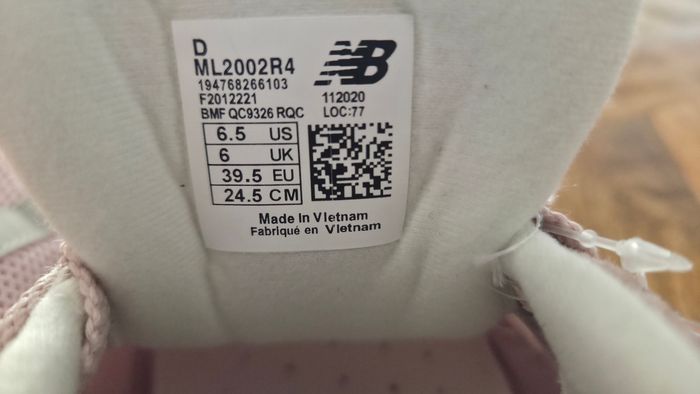 D
ML2002R4
194768266103
F2012221
BMF QC9326 RQC
NB
112020
LOC:77
6.5 US
6 UK
39.5 EU
24.5 CM
Made In VIetnam
Fabriqué en VIetnam